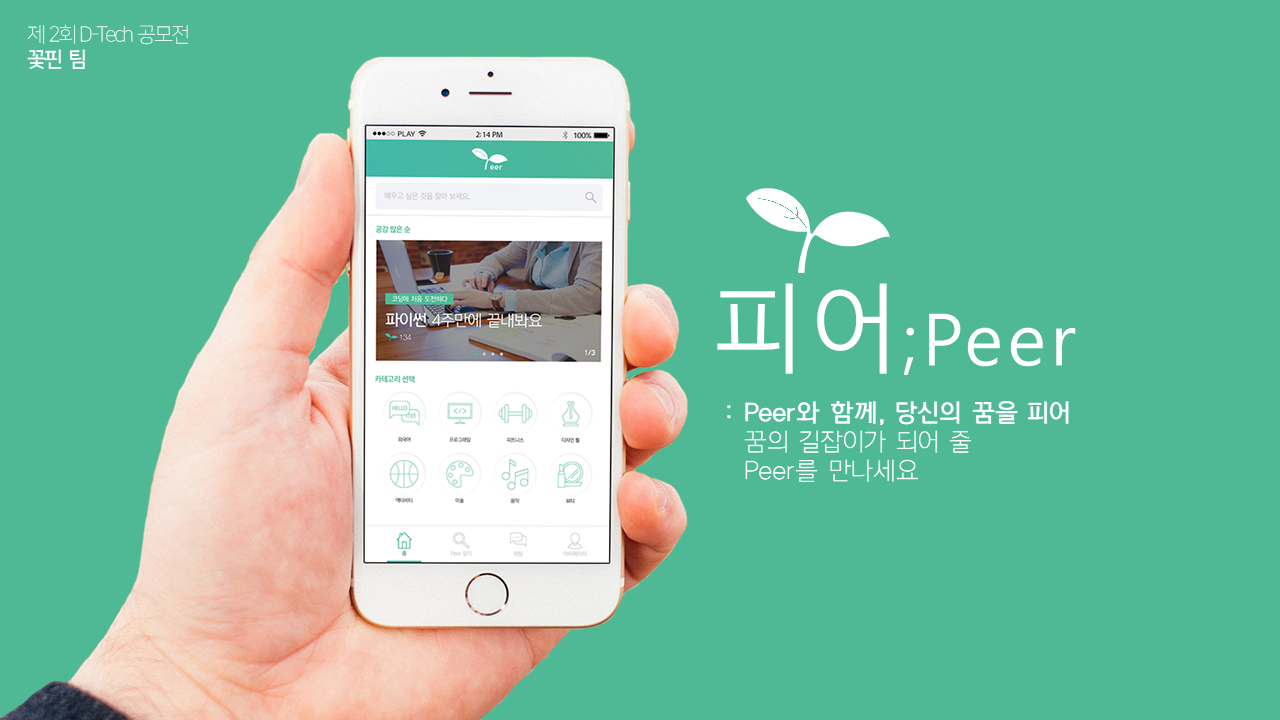 제 2회 D-Tech 공모전
꽃핀 팀
PLAY
2:14 PM
100%
eer
배우고 싶은 것을 찾아 보세요.
공감 많은 순
코딩에 처음 도전하다
파이썬 4주만에 끝내봐요
134
1/3
카테고리 선택
HELLO
외국어
프로그래밍
피트니스
디자인 툴
액티비티
미술
음악
뷰티
홈
Peer 찾기
채팅
마이페이지
피어;Peer
: Peer와 함께, 당신의 꿈을 피어
꿈의 길잡이가 되어 줄
Peer를 만나세요